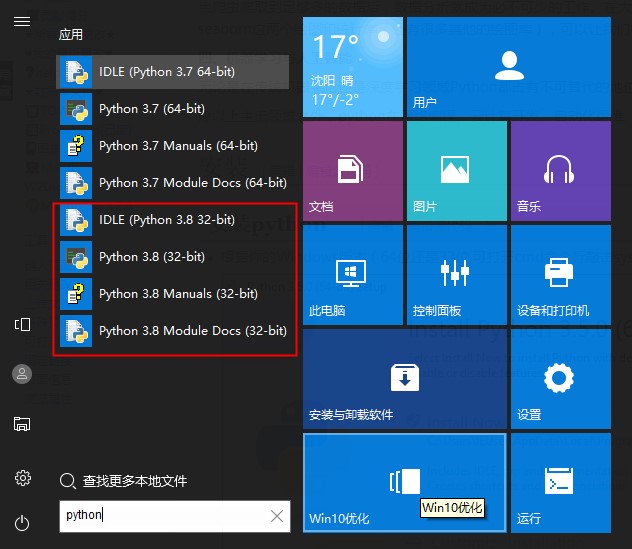 应用
IDLE (Python 3.7 64-bit)
Python 3.7 (64-bit)
Python 3.7 Manuals (64-bit)
Python 3.7 Module Docs (64-bit)
IDLE (Python 3.8 32-bit)
Python 3.8 (32-bit)
Python 3.8 Manuals (32-bit)
Python 3.8 Module Docs (32-bit)
查找更多本地文件
python
17°
沈阳 晴
17°/-2°
用户
文档
图片
音乐
此电脑
控制面板
设备和打印机
安装与卸载软件
设置
Win10优化
Win10优化
运行